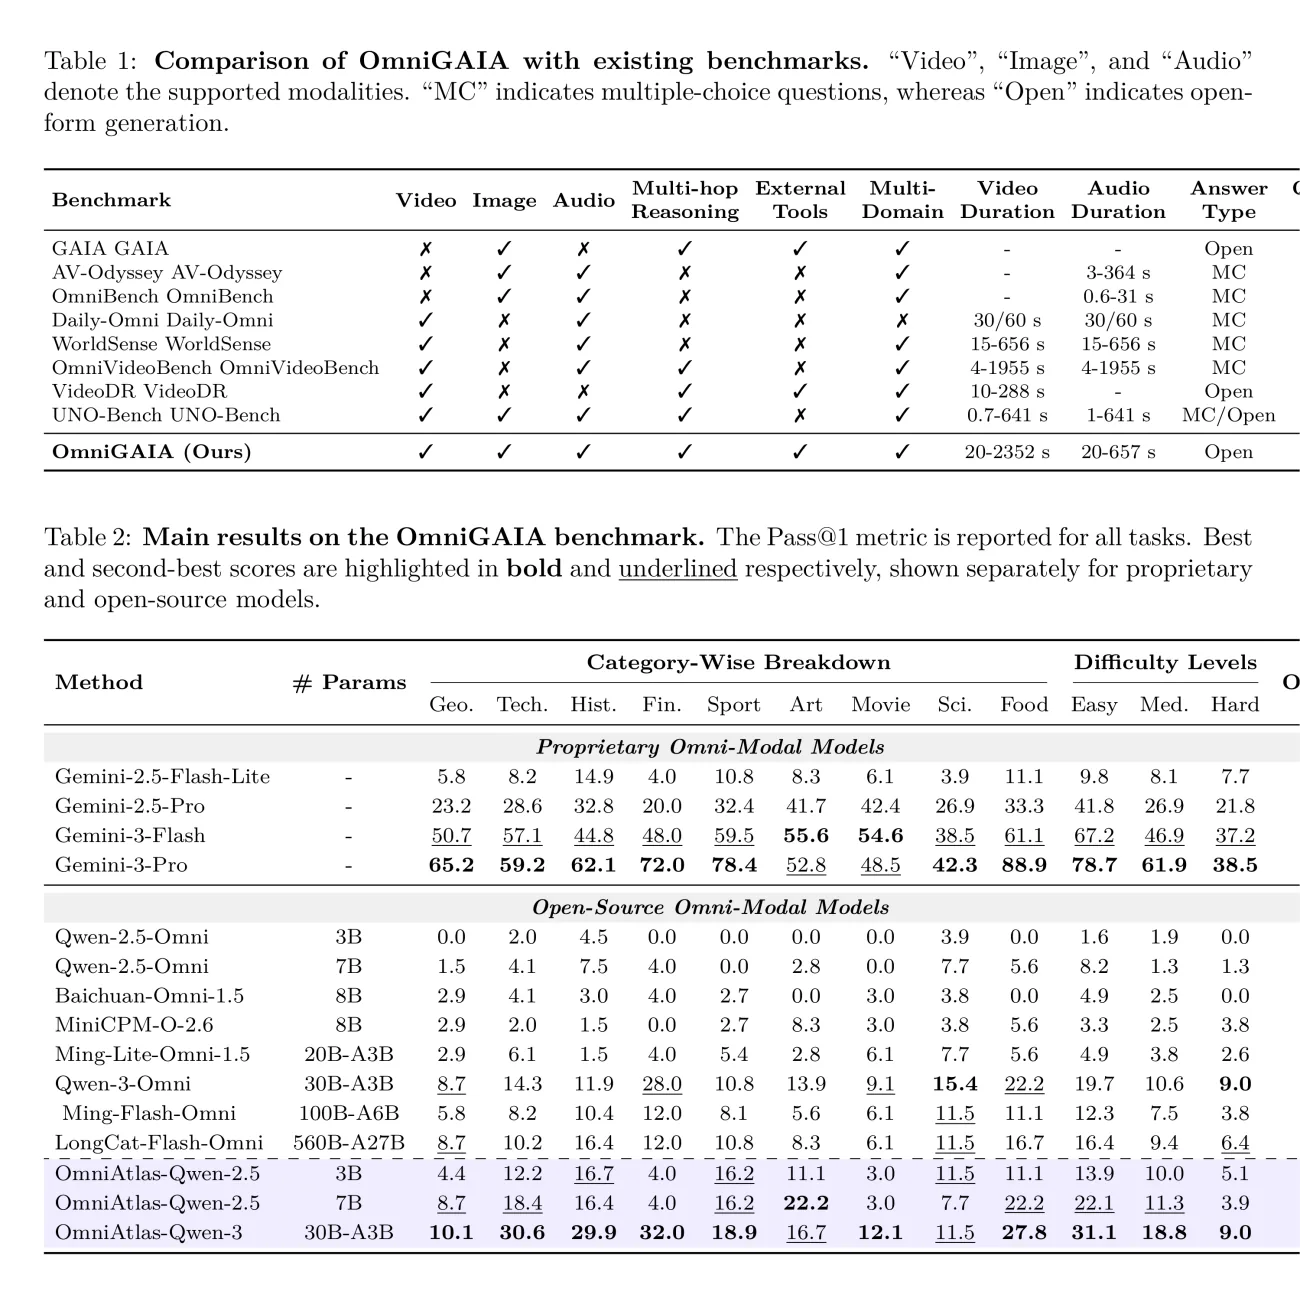 Table 1: Comparison of OmniGAIA with existing benchmarks. “Video”, “Image”, and “Audio”
denote the supported modalities. “MC” indicates multiple-choice questions, whereas “Open” indicates open-
form generation.
Benchmark Video Image Audio Multi-hop Reasoning External Tools Multi-Domain Video Duration Audio Duration Answer Type
GAIA GAIA ✗ ✓ ✗ ✓ ✓ ✓ - - Open
AV-Odyssey AV-Odyssey ✗ ✓ ✓ ✗ ✗ ✓ - 3-364 s MC
OmniBench OmniBench ✗ ✓ ✓ ✗ ✗ ✓ - 0.6-31 s MC
Daily-Omni Daily-Omni ✓ ✗ ✓ ✗ ✗ ✗ 30/60 s 30/60 s MC
WorldSense WorldSense ✓ ✗ ✓ ✗ ✗ ✓ 15-656 s 15-656 s MC
OmniVideoBench OmniVideoBench ✓ ✗ ✓ ✓ ✗ ✓ 4-1955 s 4-1955 s MC
VideoDR VideoDR ✓ ✗ ✗ ✓ ✓ ✓ 10-288 s - Open
UNO-Bench UNO-Bench ✓ ✓ ✓ ✓ ✗ ✓ 0.7-641 s 1-641 s MC/Open
OmniGAIA (Ours) ✓ ✓ ✓ ✓ ✓ ✓ 20-2352 s 20-657 s Open
Table 2: Main results on the OmniGAIA benchmark. The Pass@1 metric is reported for all tasks. Best
and second-best scores are highlighted in bold and underlined respectively, shown separately for proprietary
and open-source models.
Method # Params Category-Wise Breakdown Difficulty Levels
Geo. Tech. Hist. Fin. Sport Art Movie Sci. Food Easy Med. Hard
Proprietary Omni-Modal Models
Gemini-2.5-Flash-Lite - 5.8 8.2 14.9 4.0 10.8 8.3 6.1 3.9 11.1 9.8 8.1 7.7
Gemini-2.5-Pro - 23.2 28.6 32.8 20.0 32.4 41.7 42.4 26.9 33.3 41.8 26.9 21.8
Gemini-3-Flash - 50.7 57.1 44.8 48.0 59.5 55.6 54.6 38.5 61.1 67.2 46.9 37.2
Gemini-3-Pro - 65.2 59.2 62.1 72.0 78.4 52.8 48.5 42.3 88.9 78.7 61.9 38.5
Open-Source Omni-Modal Models
Qwen-2.5-Omni 3B 0.0 2.0 4.5 0.0 0.0 0.0 0.0 3.9 0.0 1.6 1.9 0.0
Qwen-2.5-Omni 7B 1.5 4.1 7.5 4.0 0.0 2.8 0.0 7.7 5.6 8.2 1.3 1.3
Baichuan-Omni-1.5 8B 2.9 4.1 3.0 4.0 2.7 0.0 3.0 3.8 0.0 4.9 2.5 0.0
MiniCPM-O-2.6 8B 2.9 2.0 1.5 0.0 2.7 8.3 3.0 3.8 5.6 3.3 2.5 3.8
Ming-Lite-Omni-1.5 20B-A3B 2.9 6.1 1.5 4.0 5.4 2.8 6.1 7.7 5.6 4.9 3.8 2.6
Qwen-3-Omni 30B-A3B 8.7 14.3 11.9 28.0 10.8 13.9 9.1 15.4 22.2 19.7 10.6 9.0
Ming-Flash-Omni 100B-A6B 5.8 8.2 10.4 12.0 8.1 5.6 6.1 11.5 11.1 12.3 7.5 3.8
LongCat-Flash-Omni 560B-A27B 8.7 10.2 16.4 12.0 10.8 8.3 6.1 11.5 16.7 16.4 9.4 6.4
OmniAtlas-Qwen-2.5 3B 4.4 12.2 16.7 4.0 16.2 11.1 3.0 11.5 11.1 13.9 10.0 5.1
OmniAtlas-Qwen-2.5 7B 8.7 18.4 16.4 4.0 16.2 22.2 3.0 7.7 22.2 22.1 11.3 3.9
OmniAtlas-Qwen-3 30B-A3B 10.1 30.6 29.9 32.0 18.9 16.7 12.1 11.5 27.8 31.1 18.8 9.0